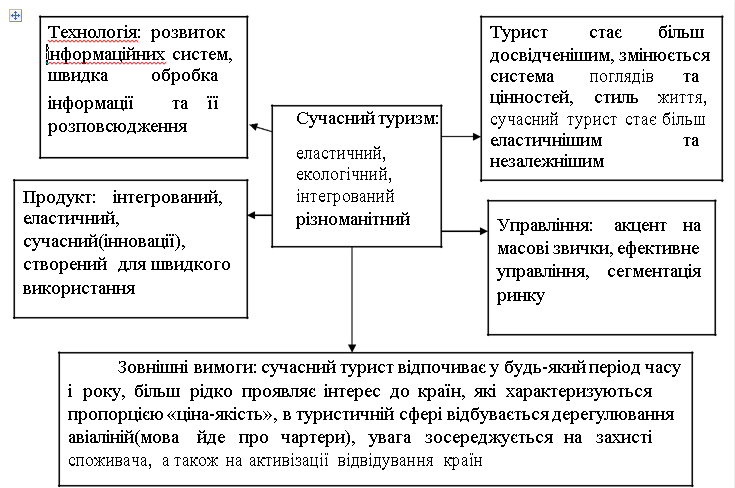 Технологія: розвиток
інформаційних систем,
швидка обробка
інформації та її
розповсюдження
Турист стає більш
досвідченішим, змінюється
система поглядів та
цінностей, стиль життя,
сучасний турист стає більш
еластичнішим та
незалежнішим
Сучасний туризм:
еластичний,
екологічний,
інтегрований
різноманітний
Продукт: інтегрований,
еластичний,
сучасний(інновації),
створений для швидкого
використання
Управління: акцент на
масові звички, ефективне
управління, сегментація
ринку
Зовнішні вимоги: сучасний турист відпочиває у будь-який період часу
і року, більш рідко проявляє інтерес до країн, які характеризуються
пропорцією «ціна-якість», в туристичній сфері відбувається дерегулювання
авіаліній(мова йде про чартери), увага зосереджується на захисті
споживача, а також на активізації відвідування країн